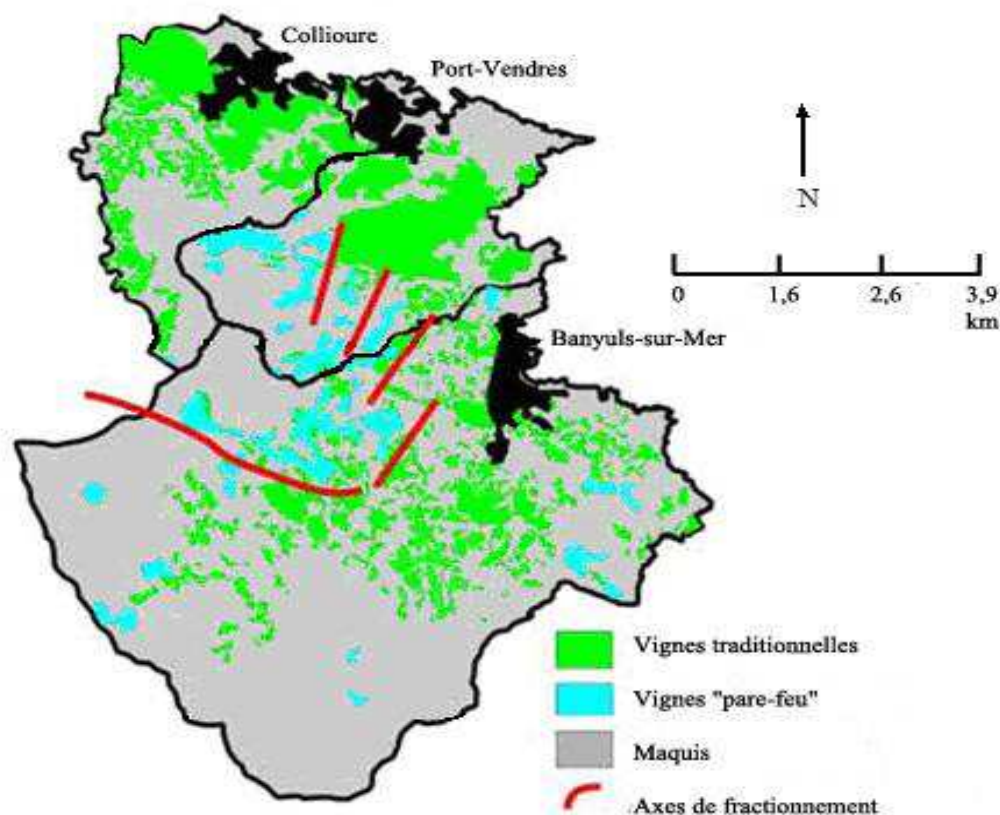 Collioure
Port-Vendres
N
0 1,6 2,6 3,9
km
Banyuls-sur-Mer
Vignes traditionnelles
Vignes "pare-feu"
Maquis
Axes de fractionnement